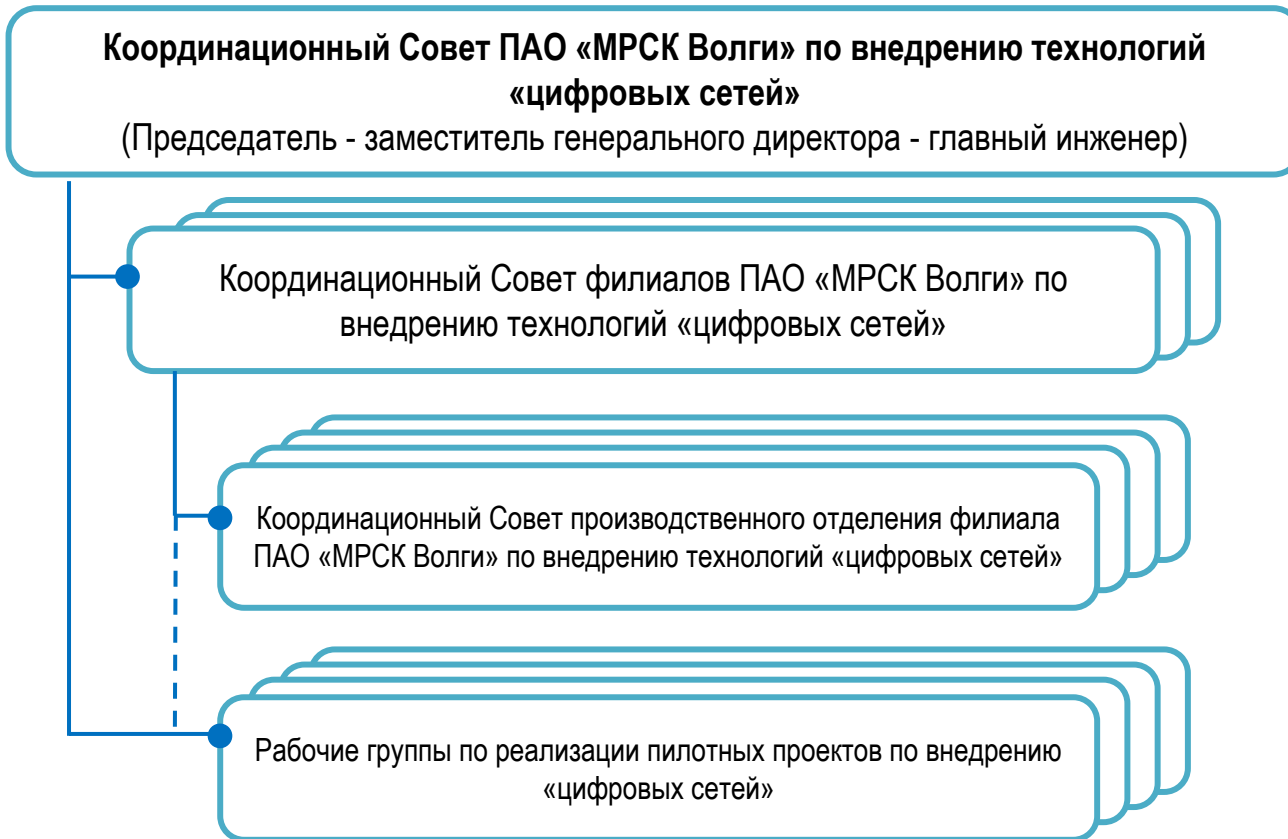 Координационный Совет ПАО «МРСК Волги» по внедрению технологий
«цифровых сетей»
(Председатель - заместитель генерального директора - главный инженер)
Координационный Совет филиалов ПАО «МРСК Волги» по
внедрению технологий «цифровых сетей»
Координационный Совет производственного отделения филиала
ПАО «МРСК Волги» по внедрению технологий «цифровых сетей»
Рабочие группы по реализации пилотных проектов по внедрению
«цифровых сетей»